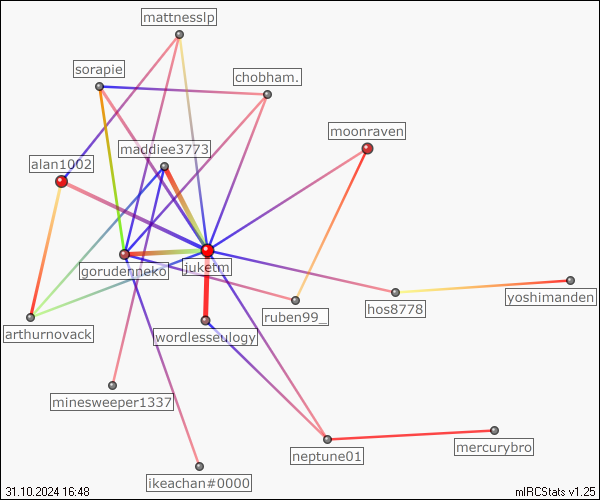 mattnesslp
sorapie
chobham.
moonraven
maddiee3773
alan1002
gorudenneko
juketm
hos8778
yoshimanden
ruben99_
arthurnovack
wordlesseulogy
minesweeper1337
neptune01
mercurybro
ikeachan#0000
31.10.2024 16:48
mIRCStats v1.25